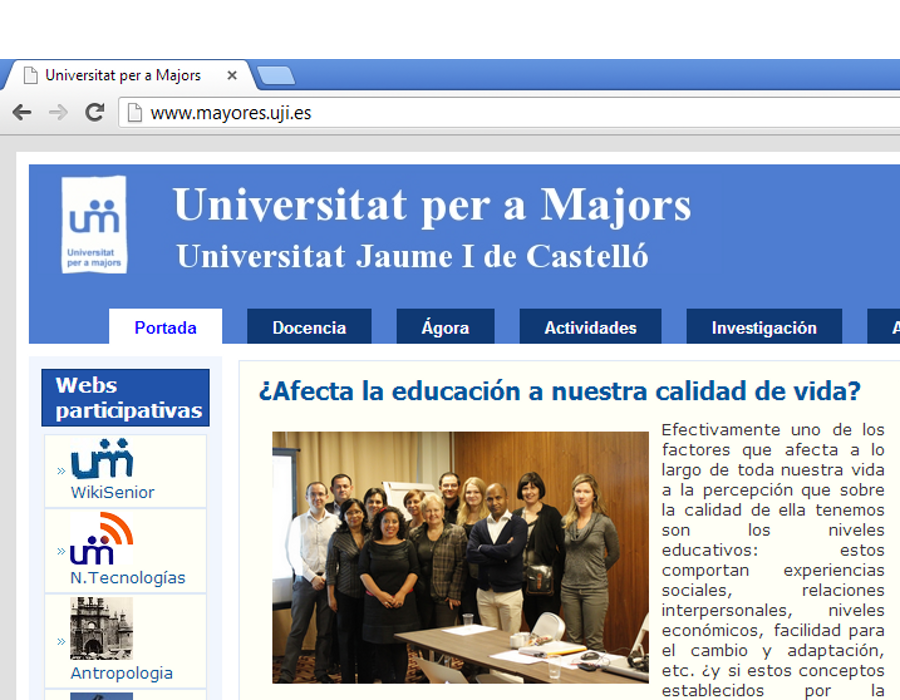 Universitat per a Majors
www.mayores.uji.es
um
Universitat
per a majors
Universitat per a Majors
Universitat Jaume I de Castelló
Portada
Docencia
Ágora
Actividades
Investigación
A
Webs
participativas
um
» WikiSenior
um
» N.Tecnologías
» Antropologia
¿Afecta la educación a nuestra calidad de vida?
Efectivamente uno de los
factores que afecta a lo
largo de toda nuestra vida
a la percepción que sobre
la calidad de ella tenemos
son los niveles
educativos: estos
comportan experiencias
sociales, relaciones
interpersonales, niveles
económicos, facilidad para
el cambio y adaptación,
etc. ¿y si estos conceptos
establecidos por la